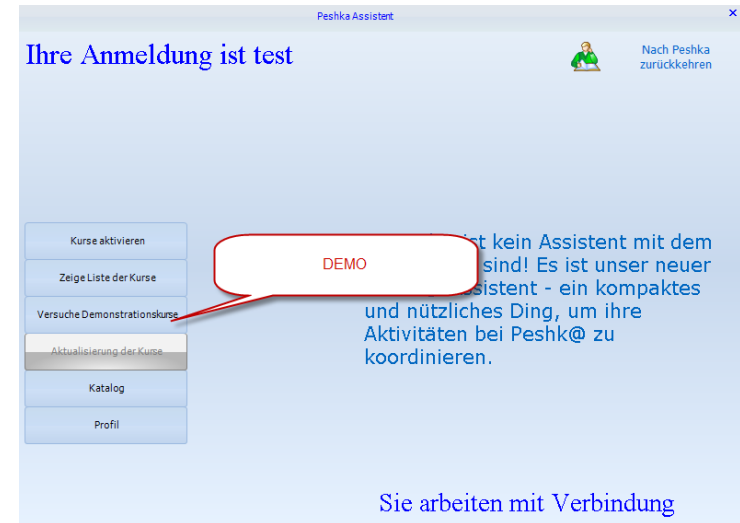 Peshka Assistent
Ihre Anmeldung ist test
Nach Peshka
zurückkehren
Kurse aktivieren
Zeige Liste der Kurse
Versuche Demonstrationskurse
Aktualisierung der Kurse
Katalog
Profil
DEMO
ist kein Assistent mit dem
sind! Es ist unser neuer
- ein kompaktes
und nützliches Ding, um ihre
Aktivitäten bei Peshk@ zu
koordinieren.
Sie arbeiten mit Verbindung